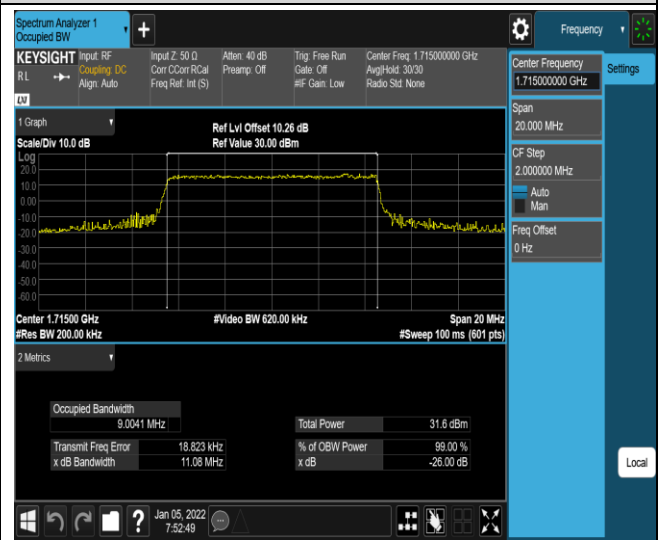 Spectrum Analyzer 1
Occupied BW
+
Frequency
KEYSIGHT
RL
LXI
Input: RF
Coupling: DC
Align: Auto
Input Z: 50 Ω
Corr CCorr RCal
Freq Ref: Int (S)
Atten: 40 dB
Preamp: Off
Trig: Free Run
Gate: Off
#IF Gain: Low
Center Freq: 1.715000000 GHz
Avg|Hold: 30/30
Radio Std: None
Center Frequency
1.715000000 GHz
Settings
Span
20.000 MHz
CF Step
2.000000 MHz
Auto
Man
Freq Offset
0 Hz
1 Graph
Scale/Div 10.0 dB
Ref Lvl Offset 10.26 dB
Ref Value 30.00 dBm
Log
20.0
10.0
0.00
-10.0
-20.0
-30.0
-40.0
-50.0
-60.0
Center 1.71500 GHz
#Video BW 620.00 kHz
Span 20 MHz
#Res BW 200.00 kHz
#Sweep 100 ms (601 pts)
2 Metrics
Occupied Bandwidth
9.0041 MHz
Total Power 31.6 dBm
Transmit Freq Error 18.823 kHz
% of OBW Power 99.00 %
x dB Bandwidth 11.08 MHz
x dB -26.00 dB
Local
?
Jan 05, 2022
7:52:49